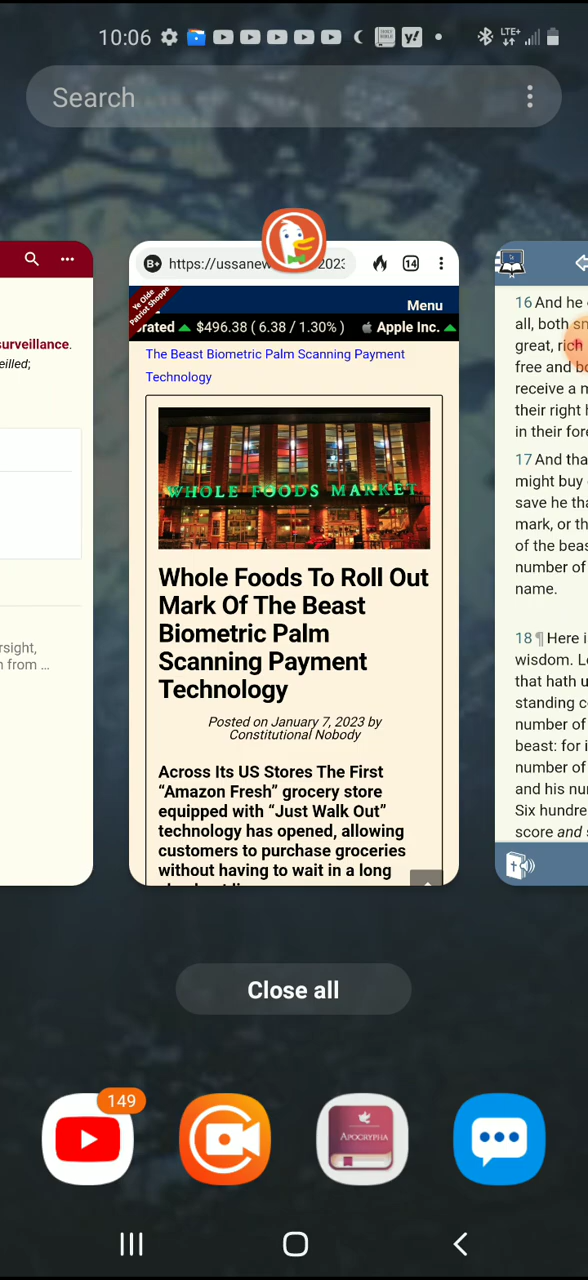 10:06
LTE+
Search
surveillance.
eilled;
rsight,
n from ...
B+ https://ussanew
2023
14
Ye Olde
Patriot Shoppe
Menu
rated $496.38 ( 6.38 / 1.30% ) Apple Inc.
The Beast Biometric Palm Scanning Payment
Technology
WHOLE FOODS MARKET
Whole Foods To Roll Out
Mark Of The Beast
Biometric Palm
Scanning Payment
Technology
Posted on January 7, 2023 by
Constitutional Nobody
Across Its US Stores The First
“Amazon Fresh” grocery store
equipped with “Just Walk Out”
technology has opened, allowing
customers to purchase groceries
without having to wait in a long
16 And he
all, both sm
great, rich
free and bo
receive a m
their right h
in their fore
17 And tha
might buy
save he tha
mark, or th
of the beas
number of
name.
18 ¶ Here i
wisdom. Le
that hath u
standing co
number of
beast: for i
number of
and his nu
Six hundre
score and s
Close all
149
APOCRYPHA